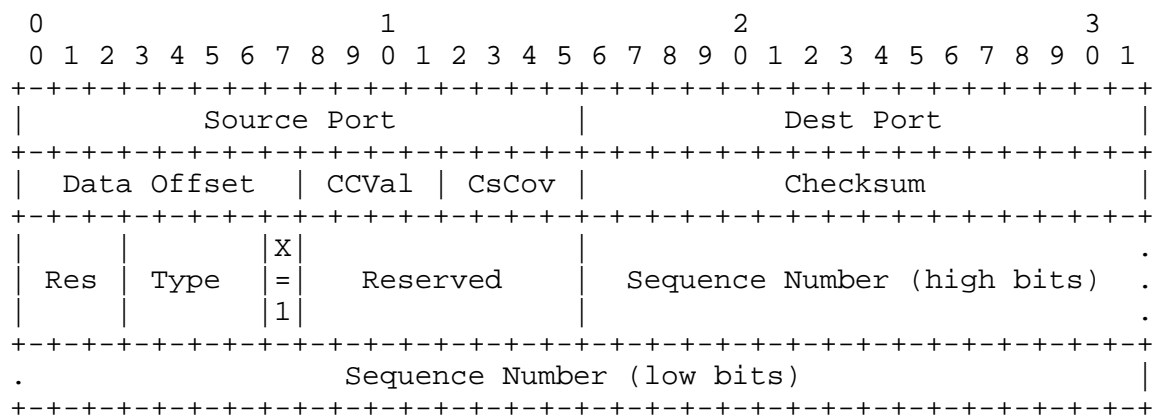 0                   1                   2                   3
 0 1 2 3 4 5 6 7 8 9 0 1 2 3 4 5 6 7 8 9 0 1 2 3 4 5 6 7 8 9 0 1
+-+-+-+-+-+-+-+-+-+-+-+-+-+-+-+-+-+-+-+-+-+-+-+-+-+-+-+-+-+-+-+-+
|          Source Port          |           Dest Port           |
+-+-+-+-+-+-+-+-+-+-+-+-+-+-+-+-+-+-+-+-+-+-+-+-+-+-+-+-+-+-+-+-+
|  Data Offset  | CCVal | CsCov |           Checksum            |
+-+-+-+-+-+-+-+-+-+-+-+-+-+-+-+-+-+-+-+-+-+-+-+-+-+-+-+-+-+-+-+-+
|     |       |X|               |                               .
| Res | Type  |=|   Reserved    |  Sequence Number (high bits)  .
|     |       |1|               |                               .
+-+-+-+-+-+-+-+-+-+-+-+-+-+-+-+-+-+-+-+-+-+-+-+-+-+-+-+-+-+-+-+-+
.                  Sequence Number (low bits)                   |
+-+-+-+-+-+-+-+-+-+-+-+-+-+-+-+-+-+-+-+-+-+-+-+-+-+-+-+-+-+-+-+-+